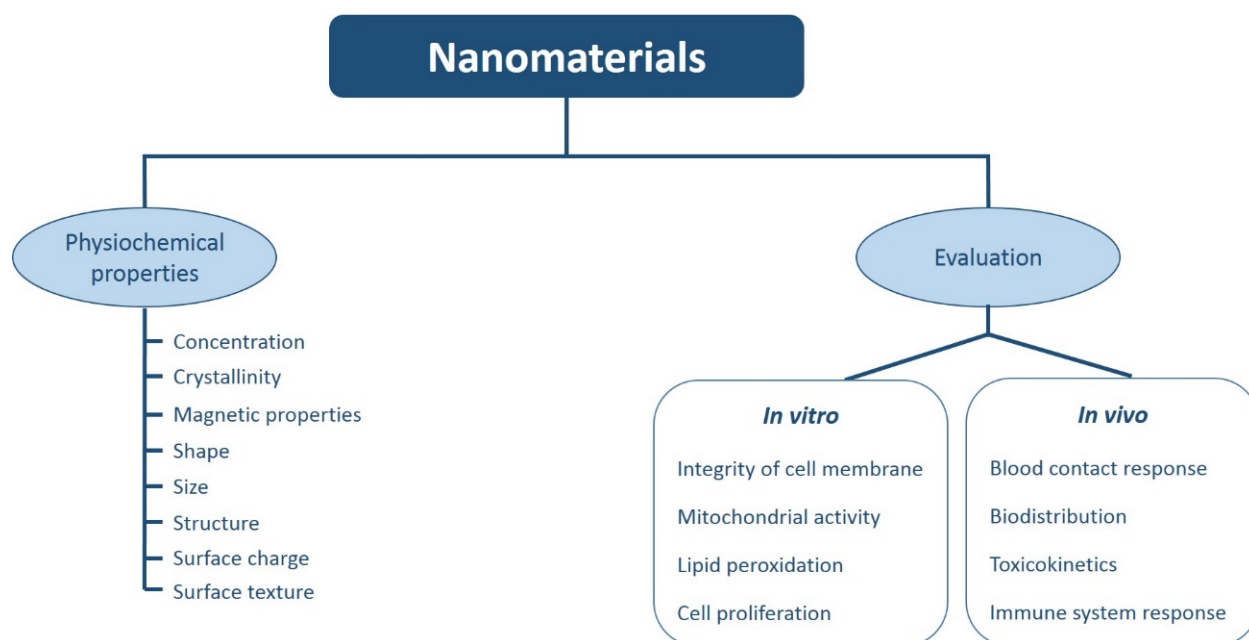 Nanomaterials
Physiochemical
properties
Concentration
Crystallinity
Magnetic properties
Shape
Size
Structure
Surface charge
Surface texture
Evaluation
In vitro
Integrity of cell membrane
Mitochondrial activity
Lipid peroxidation
Cell proliferation
In vivo
Blood contact response
Biodistribution
Toxicokinetics
Immune system response